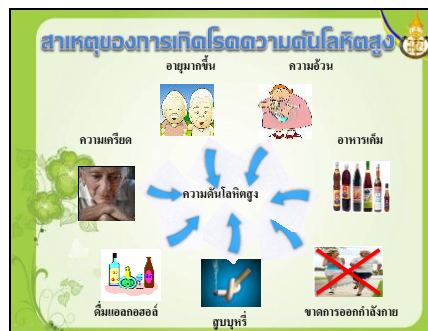 สาเหตุของการเกิดโรคความดันโลหิตสูง
อายุมากขึ้น
ความอ้วน
ความเครียด
อาหารเค็ม
ความดันโลหิตสูง
ดื่มแอลกอฮอล์
สูบบุหรี่
ขาดการออกกำลังกาย